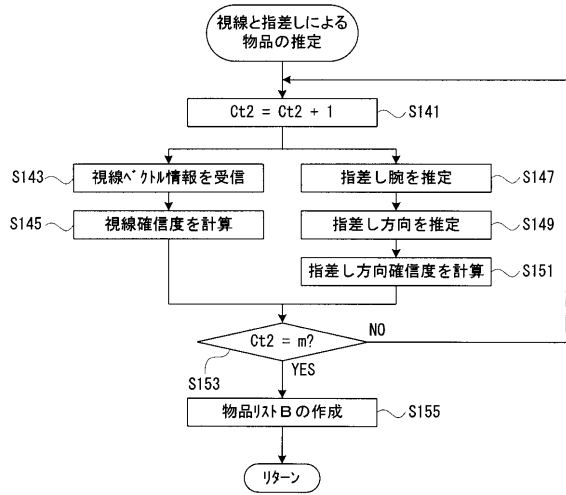 視線と指差しによる
物品の推定
Ct2 = Ct2 + 1
S141
S143
視線ﾍﾞｸﾄﾙ情報を受信
指差し腕を推定
S147
S145
視線確信度を計算
指差し方向を推定
S149
指差し方向確信度を計算
S151
Ct2 = m?
NO
S153
YES
物品ﾘｽﾄBの作成
S155
ﾘﾀｰﾝ